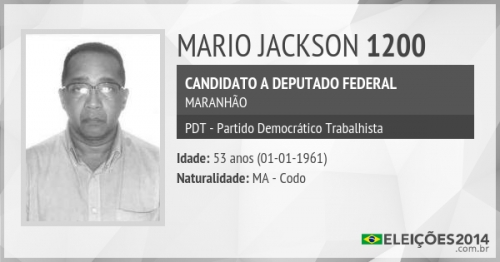 MARIO JACKSON 1200
CANDIDATO A DEPUTADO FEDERAL
MARANHÃO
PDT - Partido Democrático Trabalhista
Idade: 53 anos (01-01-1961)
Naturalidade: MA - Codo
ELEIÇÕES2014
.com.br